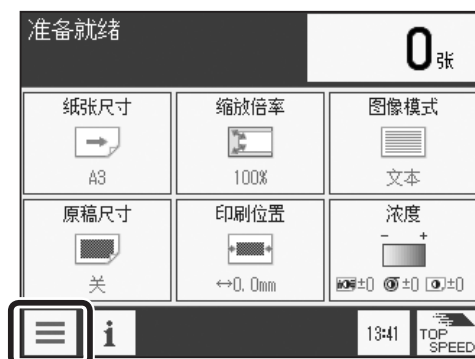 准备就绪
0张
纸张尺寸 缩放倍率 图像模式
A3 100% 文本
原稿尺寸 印刷位置 浓度
- +
关 ↔0.0mm ±0 ±0 ±0
i 13:41 TOP SPEED